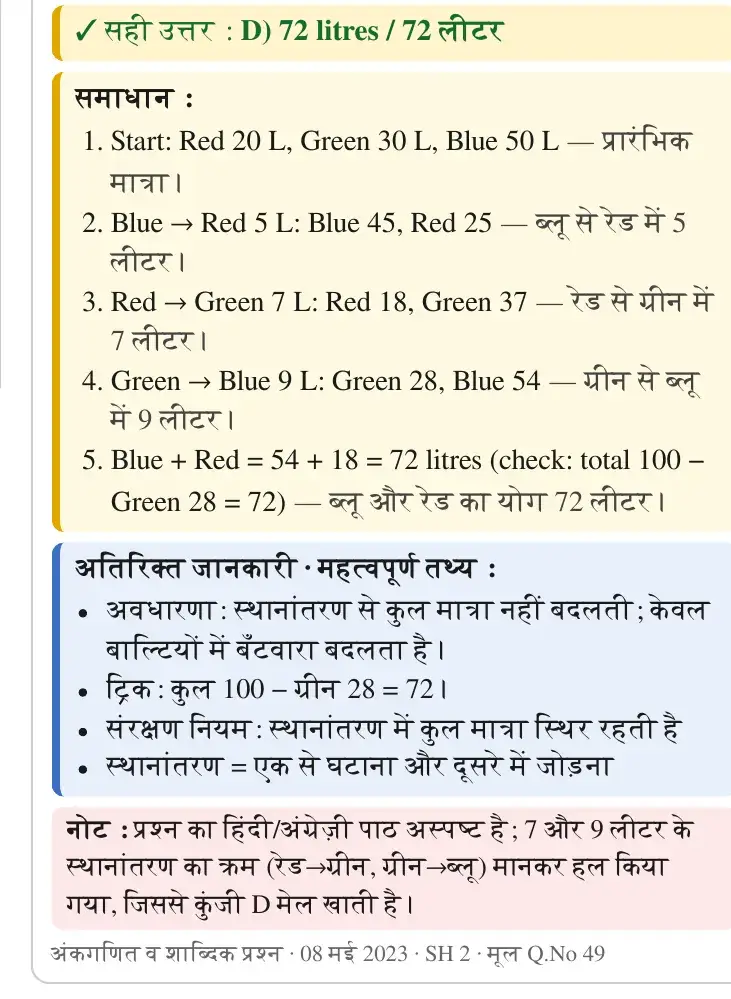 ✓ सही उत्तर : D) 72 litres / 72 लीटर
समाधान :
1. Start: Red 20 L, Green 30 L, Blue 50 L — प्रारंभिक
मात्रा।
2. Blue → Red 5 L: Blue 45, Red 25 — ब्लू से रेड में 5
लीटर।
3. Red → Green 7 L: Red 18, Green 37 — रेड से ग्रीन में
7 लीटर।
4. Green → Blue 9 L: Green 28, Blue 54 — ग्रीन से ब्लू
में 9 लीटर।
5. Blue + Red = 54 + 18 = 72 litres (check: total 100 −
Green 28 = 72) — ब्लू और रेड का योग 72 लीटर।
अतिरिक्त जानकारी · महत्वपूर्ण तथ्य :
• अवधारणा : स्थानांतरण से कुल मात्रा नहीं बदलती ; केवल
बाल्टियों में बँटवारा बदलता है।
• ट्रिक : कुल 100 − ग्रीन 28 = 72।
• संरक्षण नियम : स्थानांतरण में कुल मात्रा स्थिर रहती है
• स्थानांतरण = एक से घटाना और दूसरे में जोड़ना
नोट : प्रश्न का हिंदी/अंग्रेज़ी पाठ अस्पष्ट है ; 7 और 9 लीटर के
स्थानांतरण का क्रम (रेड→ग्रीन, ग्रीन→ब्लू) मानकर हल किया
गया, जिससे कुंजी D मेल खाती है।
अंकगणित व शाब्दिक प्रश्न · 08 मई 2023 · SH 2 · मूल Q.No 49